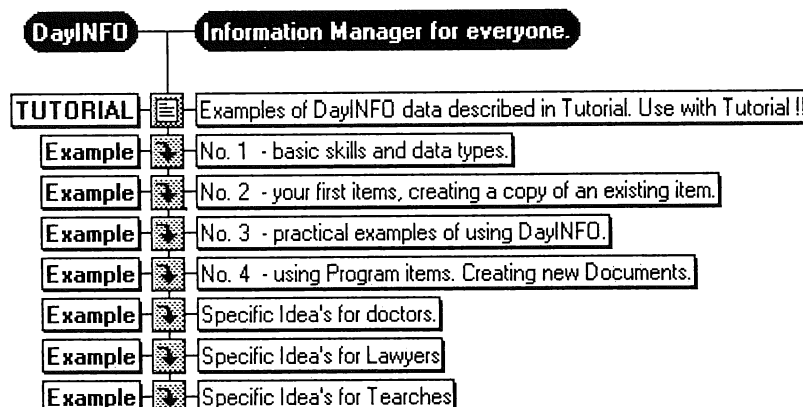 DayINFO Information Manager for everyone.
TUTORIAL Examples of DayINFO data described in Tutorial. Use with Tutorial !!
Example No. 1 - basic skills and data types.
Example No. 2 - your first items, creating a copy of an existing item.
Example No. 3 - practical examples of using DayINFO.
Example No. 4 - using Program items. Creating new Documents.
Example Specific Idea's for doctors.
Example Specific Idea's for Lawyers
Example Specific Idea's for Tearches